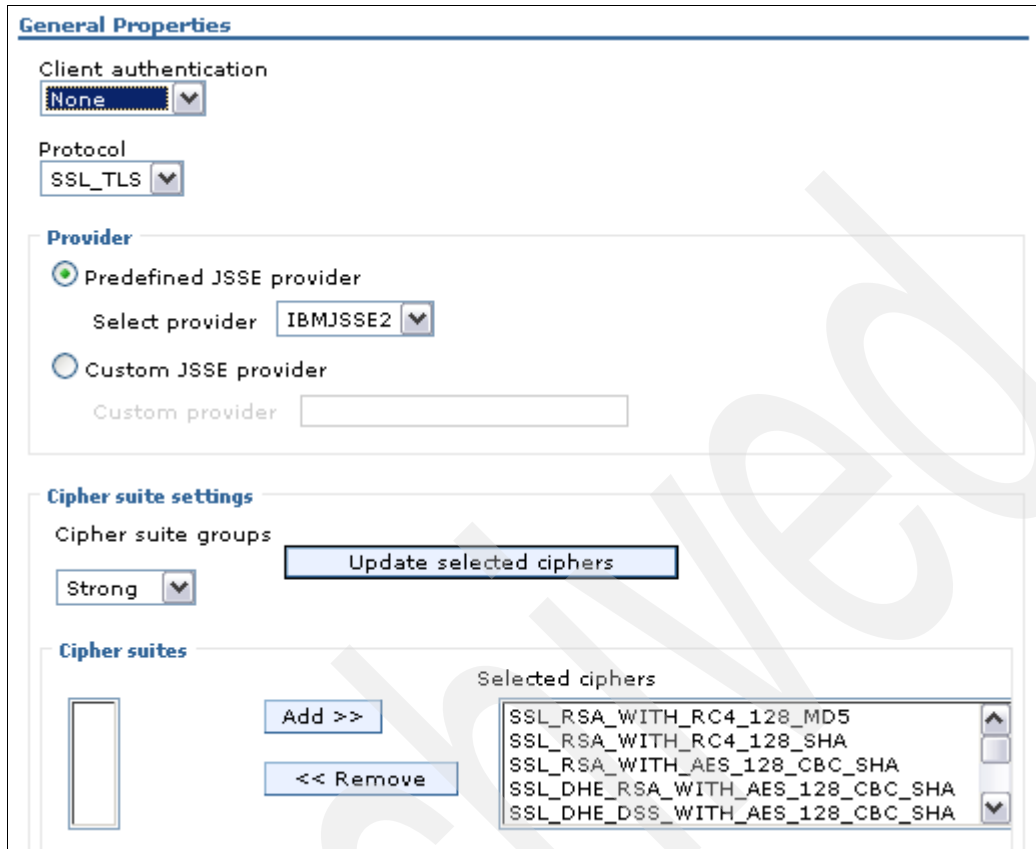 General Properties
Client authentication
None
Protocol
SSL_TLS
Provider
Predefined JSSE provider
Select provider IBMJSSE2
Custom JSSE provider
Custom provider
Cipher suite settings
Cipher suite groups
Update selected ciphers
Strong
Cipher suites
Selected ciphers
Add >>
<< Remove
SSL_RSA_WITH_RC4_128_MD5
SSL_RSA_WITH_RC4_128_SHA
SSL_RSA_WITH_AES_128_CBC_SHA
SSL_DHE_RSA_WITH_AES_128_CBC_SHA
SSL_DHE_DSS_WITH_AES_128_CBC_SHA